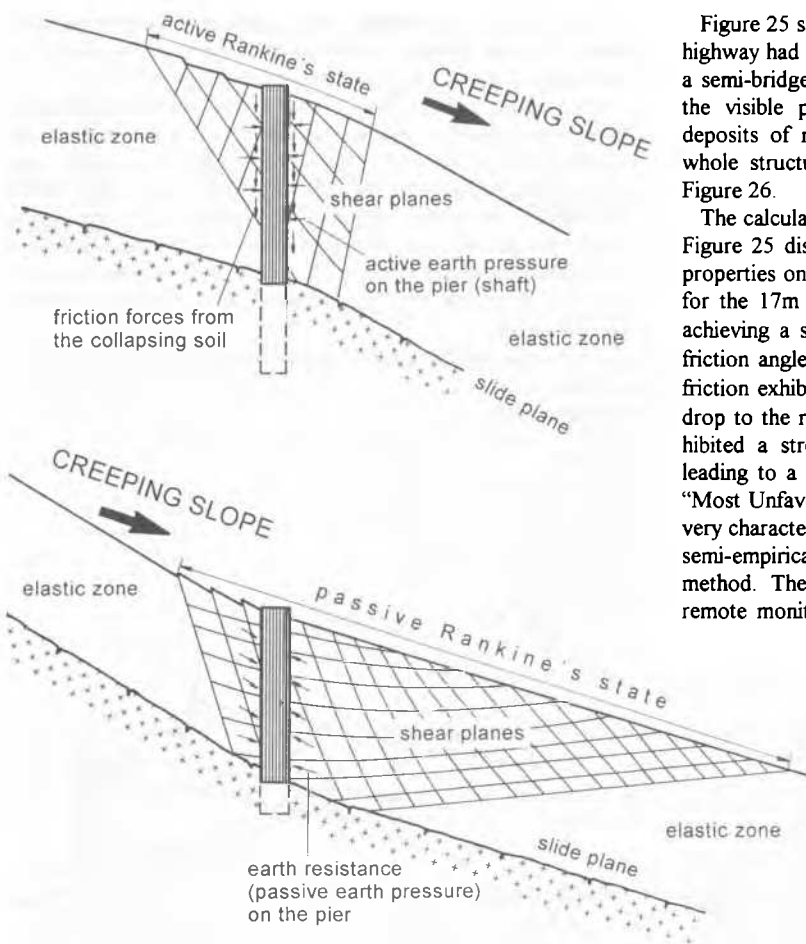 active Rankine's state
CREEPING SLOPE
elastic zone
shear planes
active earth pressure
on the pier (shaft)
friction forces from
the collapsing soil
elastic zone
slide plane
CREEPING SLOPE
elastic zone
passive Rankine's state
shear planes
elastic zone
slide plane
earth resistance
(passive earth pressure)
on the pier
Figure 25 s
highway had
a semi-bridge
the visible p
deposits of r
whole structu
Figure 26.
The calcula
Figure 25 dis
properties on
for the 17m
achieving a s
friction angle
friction exhib
drop to the r
hibited a stre
leading to a
"Most Unfav
very characte
semi-empirica
method. The
remote monit